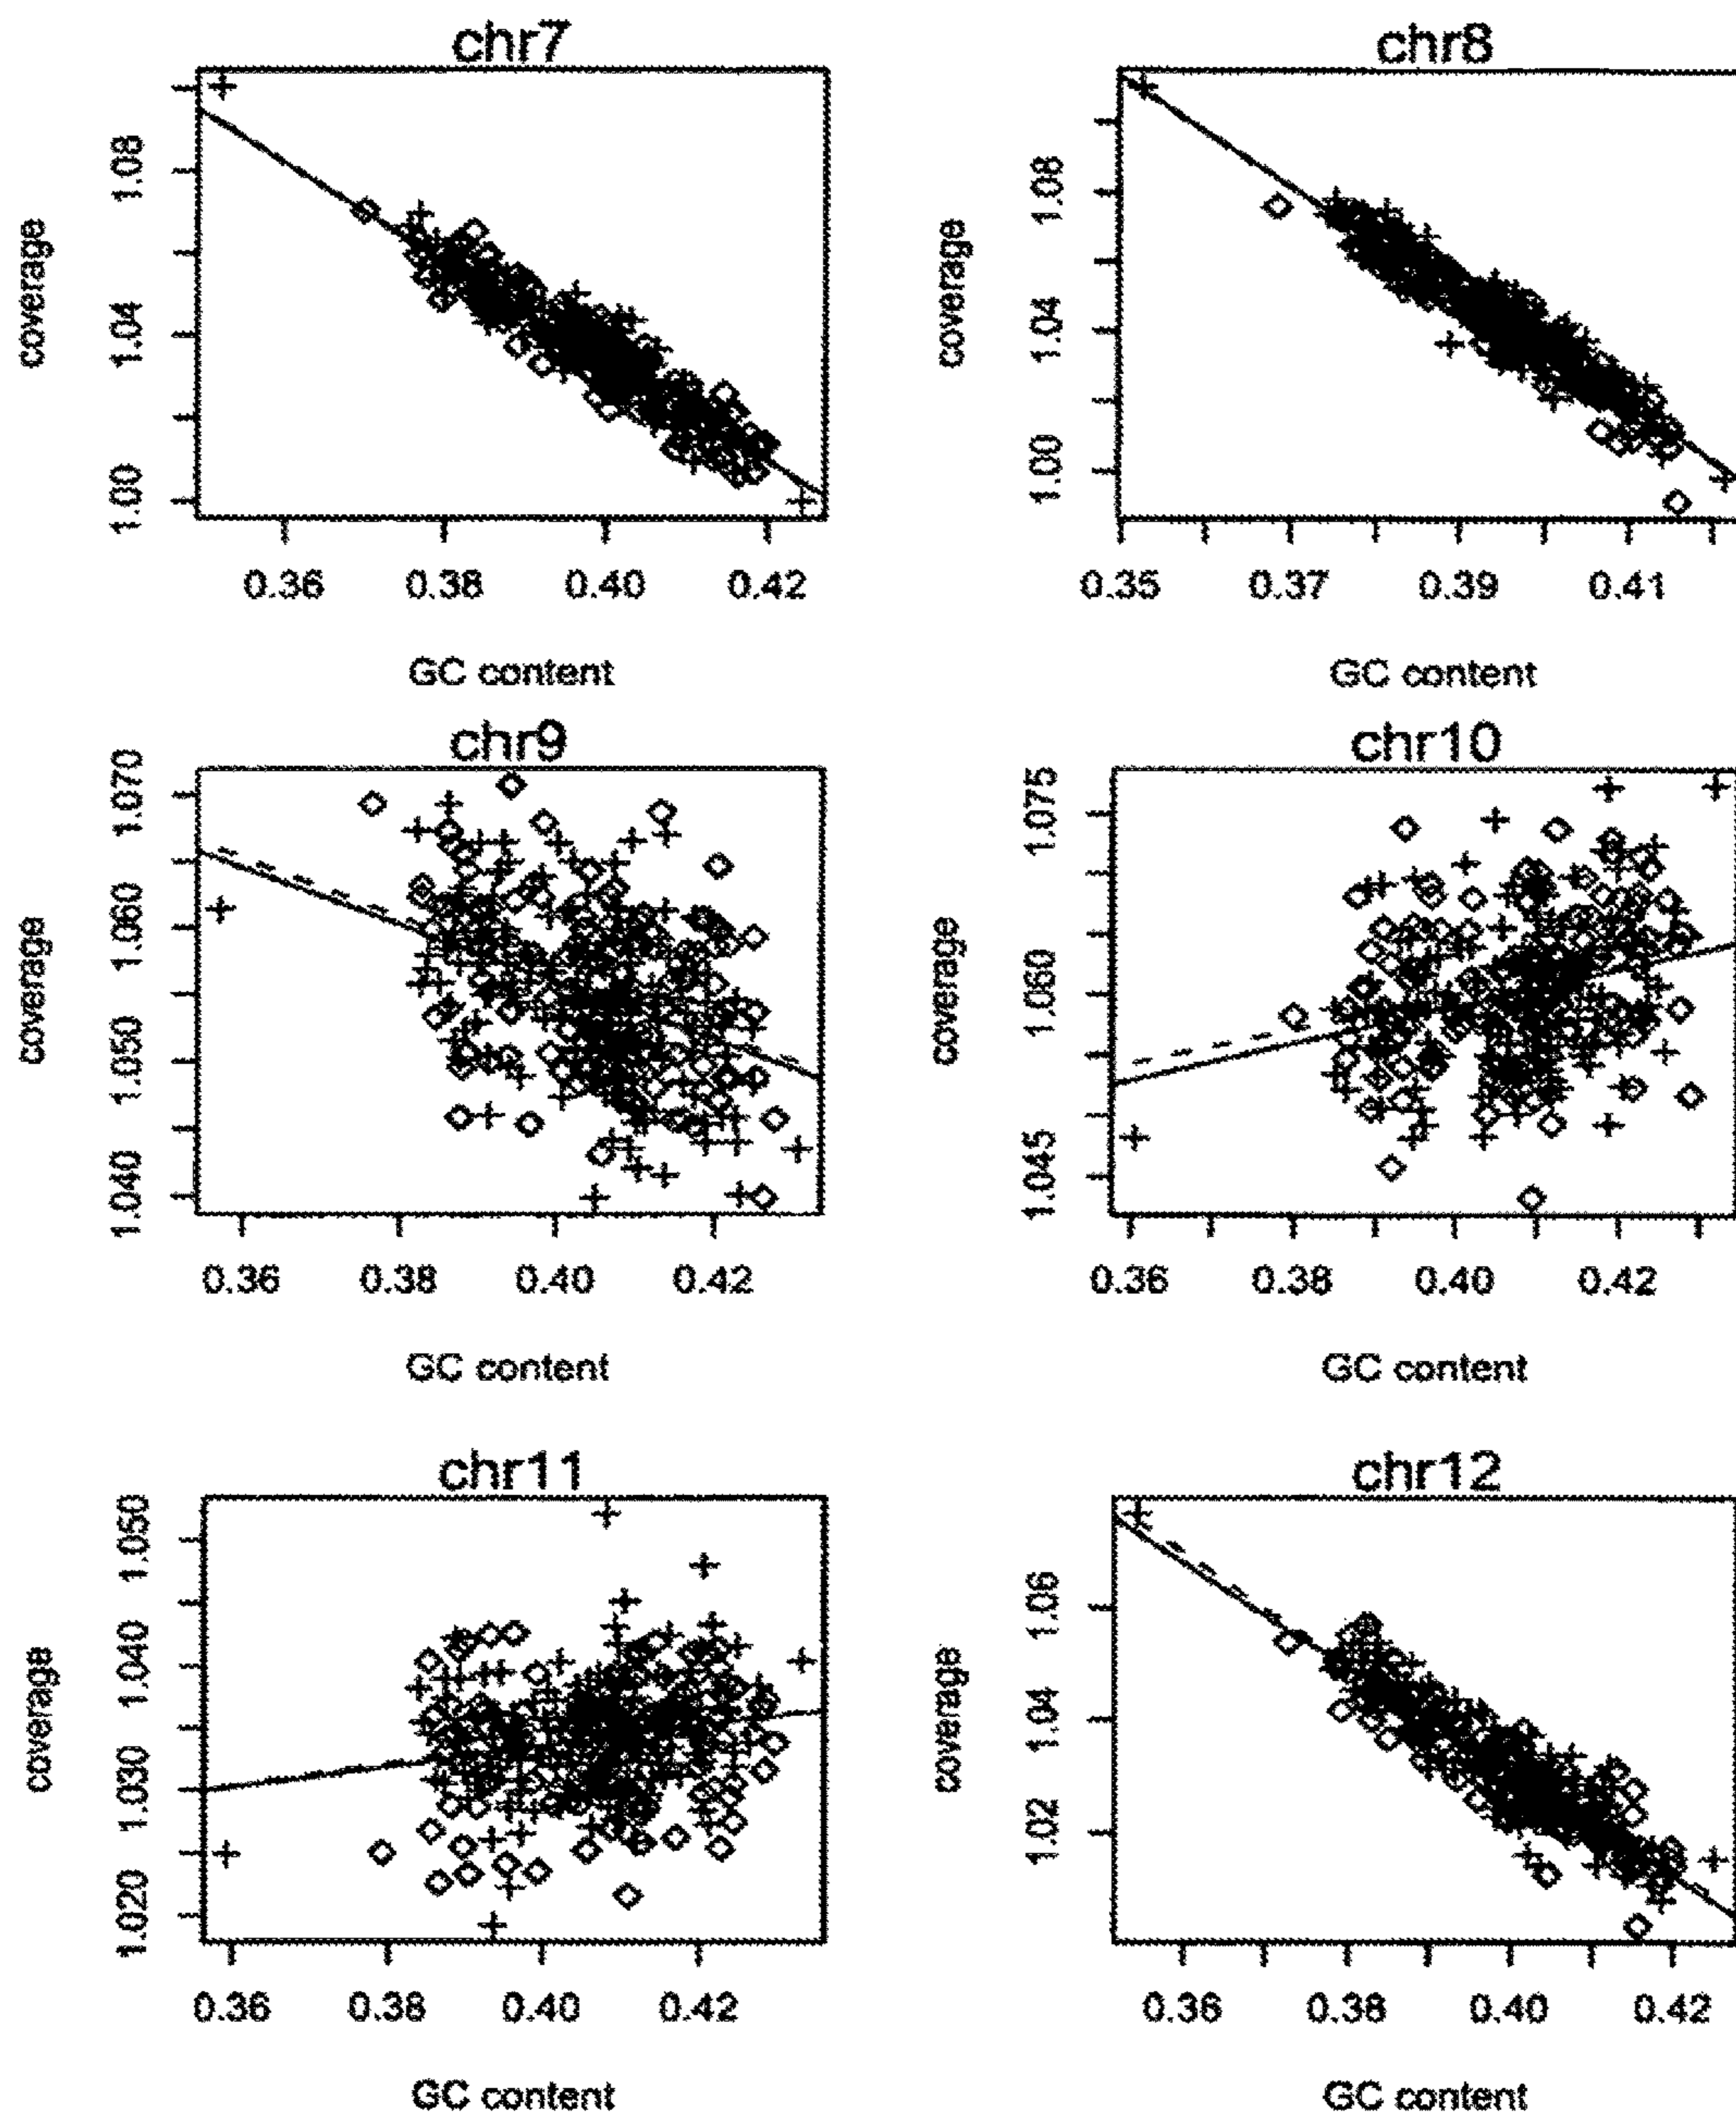 chr7
chr8
coverage
1.00 1.04 1.08
coverage
1.00 1.04 1.08
0.36 0.38 0.40 0.42
0.35 0.37 0.39 0.41
GC content
GC content
chr9
chr10
coverage
1.040 1.050 1.060 1.070
coverage
1.045 1.060 1.075
0.36 0.38 0.40 0.42
0.36 0.38 0.40 0.42
GC content
GC content
chr11
chr12
coverage
1.020 1.030 1.040 1.050
coverage
1.02 1.04 1.06
0.36 0.38 0.40 0.42
0.36 0.38 0.40 0.42
GC content
GC content